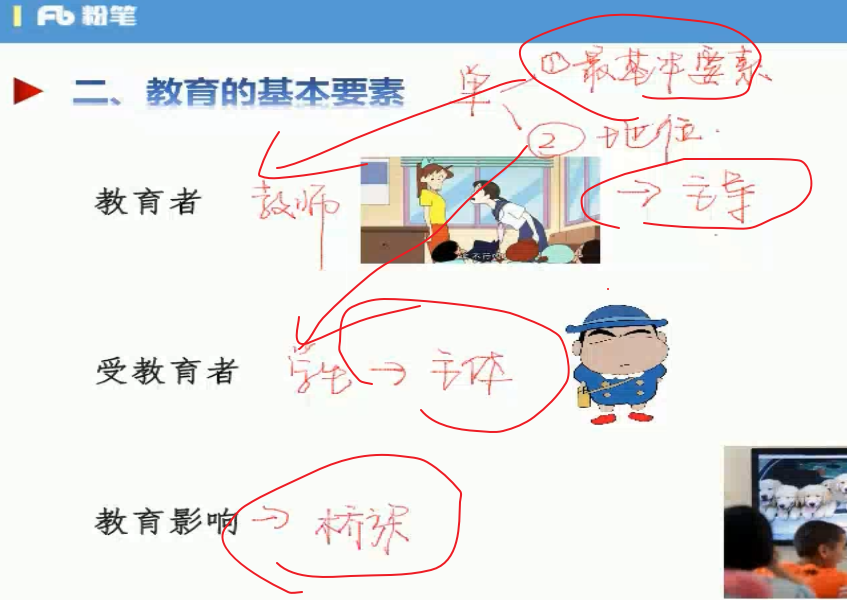 Fb 粉笔
二、教育的基本要素
单
①最基本要素
②地位
教育者 教师 → 主导
受教育者 学生 → 主体
教育影响 → 桥梁